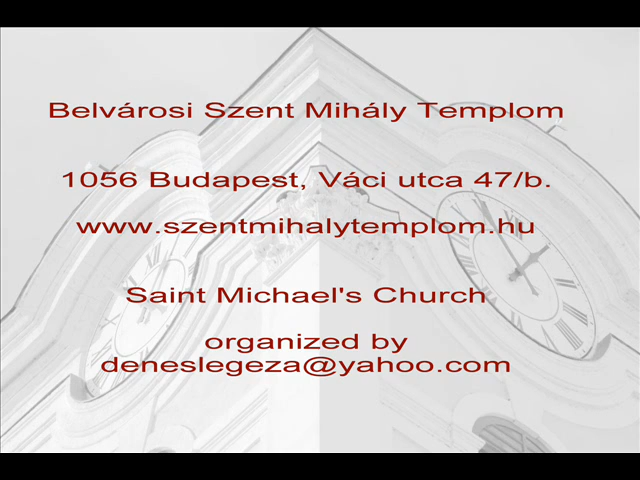 Belvárosi Szent Mihály Templom
1056 Budapest, Váci utca 47/b.
www.szentmihalytemplom.hu
Saint Michael's Church
organized by
deneslegeza@yahoo.com